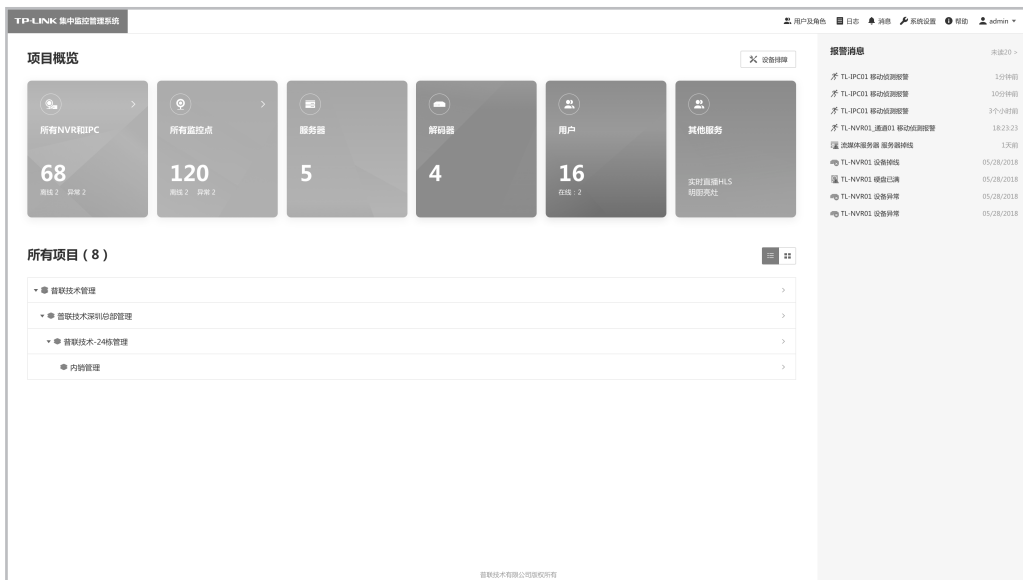 TP-LINK 集中监控管理系统
用户及角色 日志 消息 系统设置 帮助 admin
项目概览
设备排障
所有NVR和IPC
68
离线 2 异常 2
所有监控点
120
离线 2 异常 2
服务器
5
解码器
4
用户
16
在线：2
其他服务
实时直播HLS
明厨亮灶
所有项目（8）
普联技术管理
普联技术深圳总部管理
普联技术-24栋管理
内销管理
报警消息 未读20 >
TL-IPC01 移动侦测报警 1分钟前
TL-IPC01 移动侦测报警 10分钟前
TL-IPC01 移动侦测报警 3个小时前
TL-NVR01_通道01 移动侦测报警 18:23:23
流媒体服务器 服务器掉线 1天前
TL-NVR01 设备掉线 05/28/2018
TL-NVR01 硬盘已满 05/28/2018
TL-NVR01 设备异常 05/28/2018
TL-NVR01 设备异常 05/28/2018
普联技术有限公司版权所有